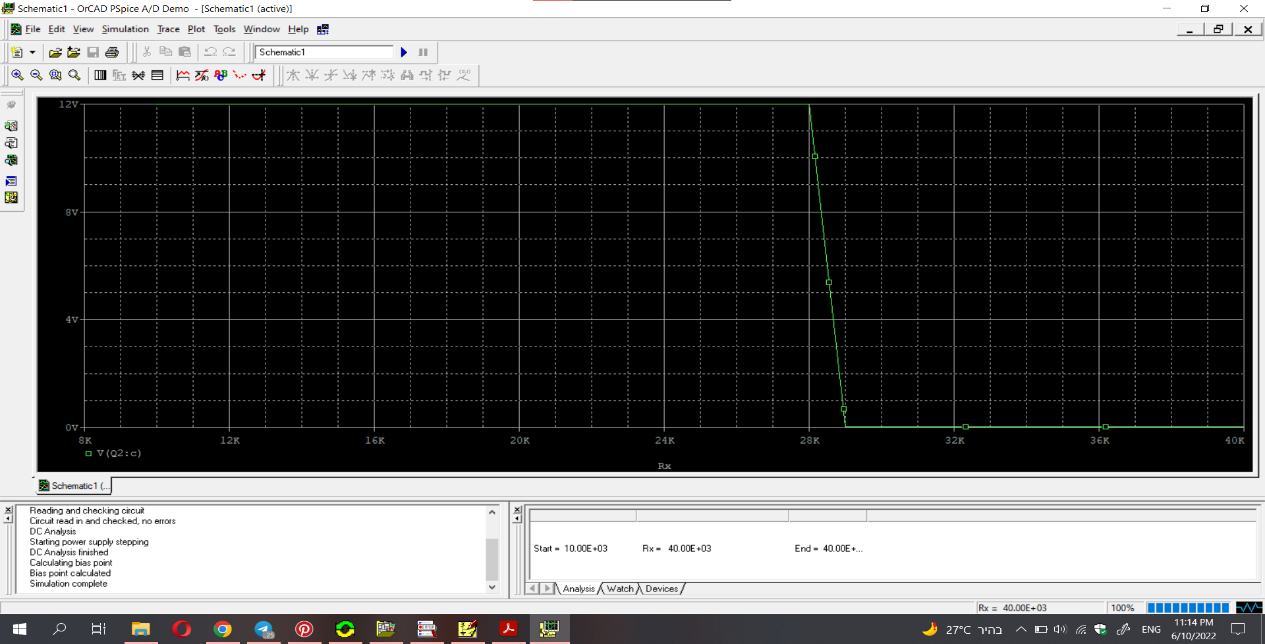 Schematic1 - OrCAD PSpice A/D Demo - [Schematic1 (active)]
File Edit View Simulation Trace Plot Tools Window Help
Schematic1
12V
8V
4V
0V
8K 12K 16K 20K 24K 28K 32K 36K 40K
V(Q2:c)
Rx
Schematic1 (...
Reading and checking circuit
Circuit read in and checked, no errors
DC Analysis
Starting power supply stepping
DC Analysis finished
Calculating bias point
Bias point calculated
Simulation complete
Start = 10.00E+03 Rx = 40.00E+03 End = 40.00E+...
Analysis Watch Devices
Rx = 40.00E+03 100%
27°C בהיר ENG 11:14 PM
6/10/2022